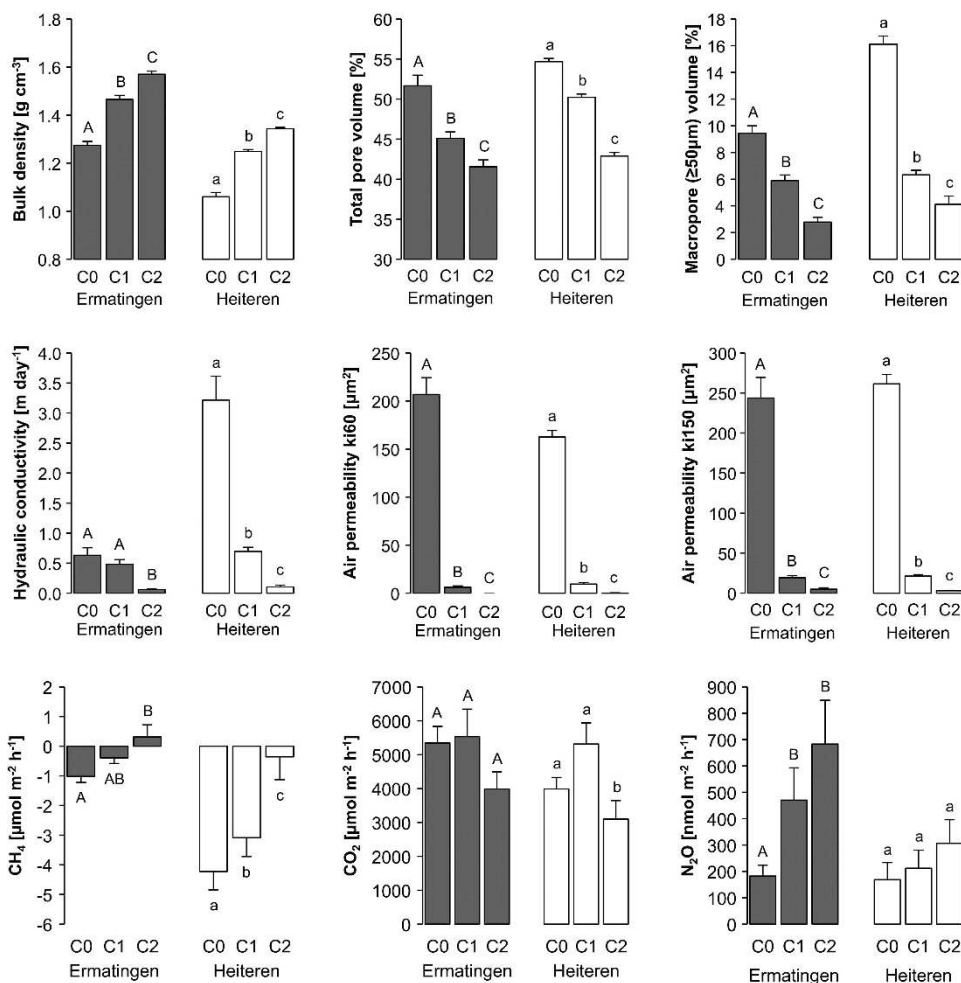 Bulk density [g cm⁻³]
1.8
1.6
1.4
1.2
1.0
0.8
A
B
C
a
b
c
C0 C1 C2 C0 C1 C2
Ermatingen Heiteren
Total pore volume [%]
60
55
50
45
40
35
30
A
B
C
a
b
c
C0 C1 C2 C0 C1 C2
Ermatingen Heiteren
Macropore (≥50µm) volume [%]
18
16
14
12
10
8
6
4
2
0
A
B
C
a
b
c
C0 C1 C2 C0 C1 C2
Ermatingen Heiteren
Hydraulic conductivity [m day⁻¹]
4.0
3.5
3.0
2.5
2.0
1.5
1.0
0.5
0.0
A
A
B
a
b
c
C0 C1 C2 C0 C1 C2
Ermatingen Heiteren
Air permeability ki60 [µm²]
250
200
150
100
50
0
A
B
C
a
b
c
C0 C1 C2 C0 C1 C2
Ermatingen Heiteren
Air permeability ki150 [µm²]
300
250
200
150
100
50
0
A
B
C
a
b
c
C0 C1 C2 C0 C1 C2
Ermatingen Heiteren
CH₄ [µmol m⁻² h⁻¹]
2
1
0
-1
-2
-3
-4
-5
-6
A
AB
B
a
b
c
C0 C1 C2 C0 C1 C2
Ermatingen Heiteren
CO₂ [µmol m⁻² h⁻¹]
7000
6000
5000
4000
3000
2000
1000
0
A
A
A
a
a
b
C0 C1 C2 C0 C1 C2
Ermatingen Heiteren
N₂O [nmol m⁻² h⁻¹]
900
800
700
600
500
400
300
200
100
0
A
B
B
a
a
a
C0 C1 C2 C0 C1 C2
Ermatingen Heiteren